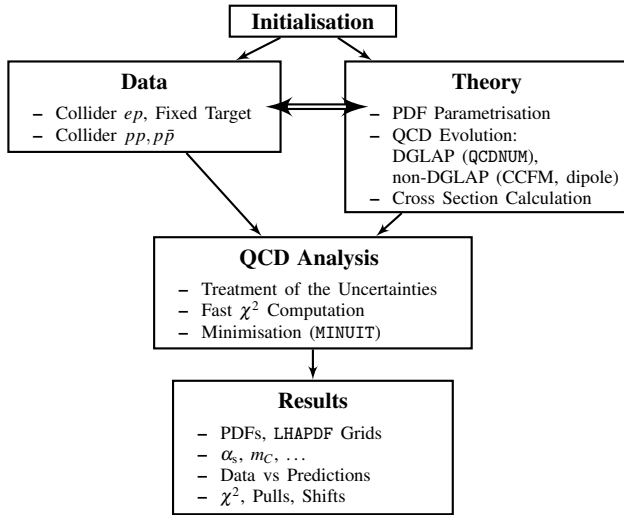 Initialisation
Data
– Collider ep, Fixed Target
– Collider pp, pp̄
Theory
– PDF Parametrisation
– QCD Evolution:
DGLAP (QCDNUM),
non-DGLAP (CCFM, dipole)
– Cross Section Calculation
QCD Analysis
– Treatment of the Uncertainties
– Fast χ² Computation
– Minimisation (MINUIT)
Results
– PDFs, LHAPDF Grids
– αₛ, m_C, …
– Data vs Predictions
– χ², Pulls, Shifts